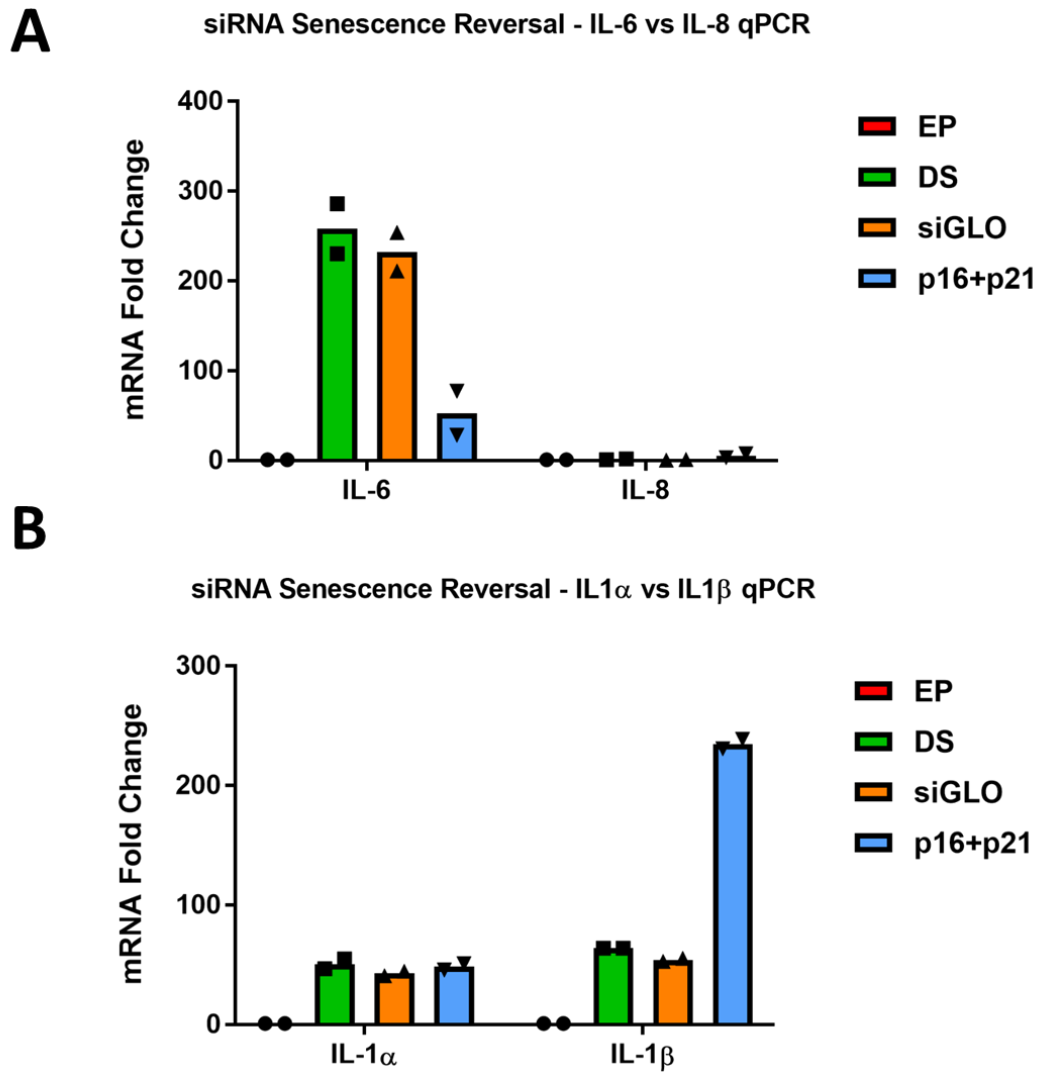 A
siRNA Senescence Reversal - IL-6 vs IL-8 qPCR
mRNA Fold Change
400
300
200
100
0
IL-6
IL-8
EP
DS
siGLO
p16+p21
B
siRNA Senescence Reversal - IL1α vs IL1β qPCR
mRNA Fold Change
300
200
100
0
IL-1α
IL-1β
EP
DS
siGLO
p16+p21